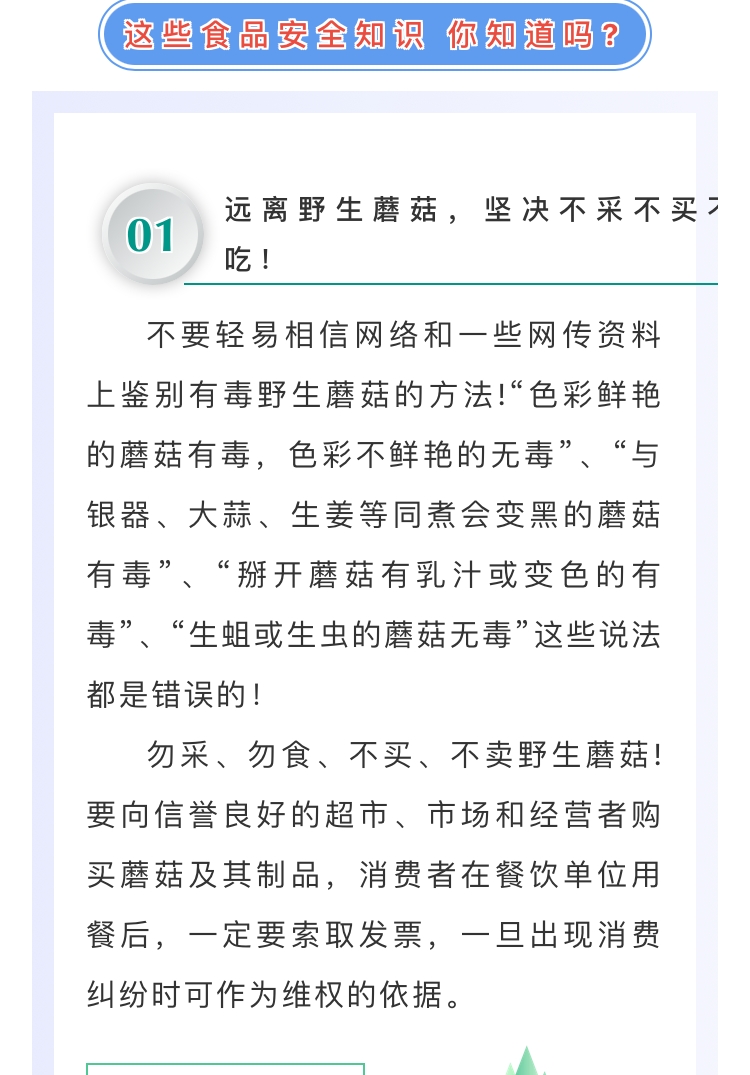 这些食品安全知识 你知道吗?
01
远离野生蘑菇，坚决不采不买不
吃！
不要轻易相信网络和一些网传资料
上鉴别有毒野生蘑菇的方法!“色彩鲜艳
的蘑菇有毒，色彩不鲜艳的无毒”、“与
银器、大蒜、生姜等同煮会变黑的蘑菇
有毒”、“掰开蘑菇有乳汁或变色的有
毒”、“生蛆或生虫的蘑菇无毒”这些说法
都是错误的！
勿采、勿食、不买、不卖野生蘑菇!
要向信誉良好的超市、市场和经营者购
买蘑菇及其制品，消费者在餐饮单位用
餐后，一定要索取发票，一旦出现消费
纠纷时可作为维权的依据。